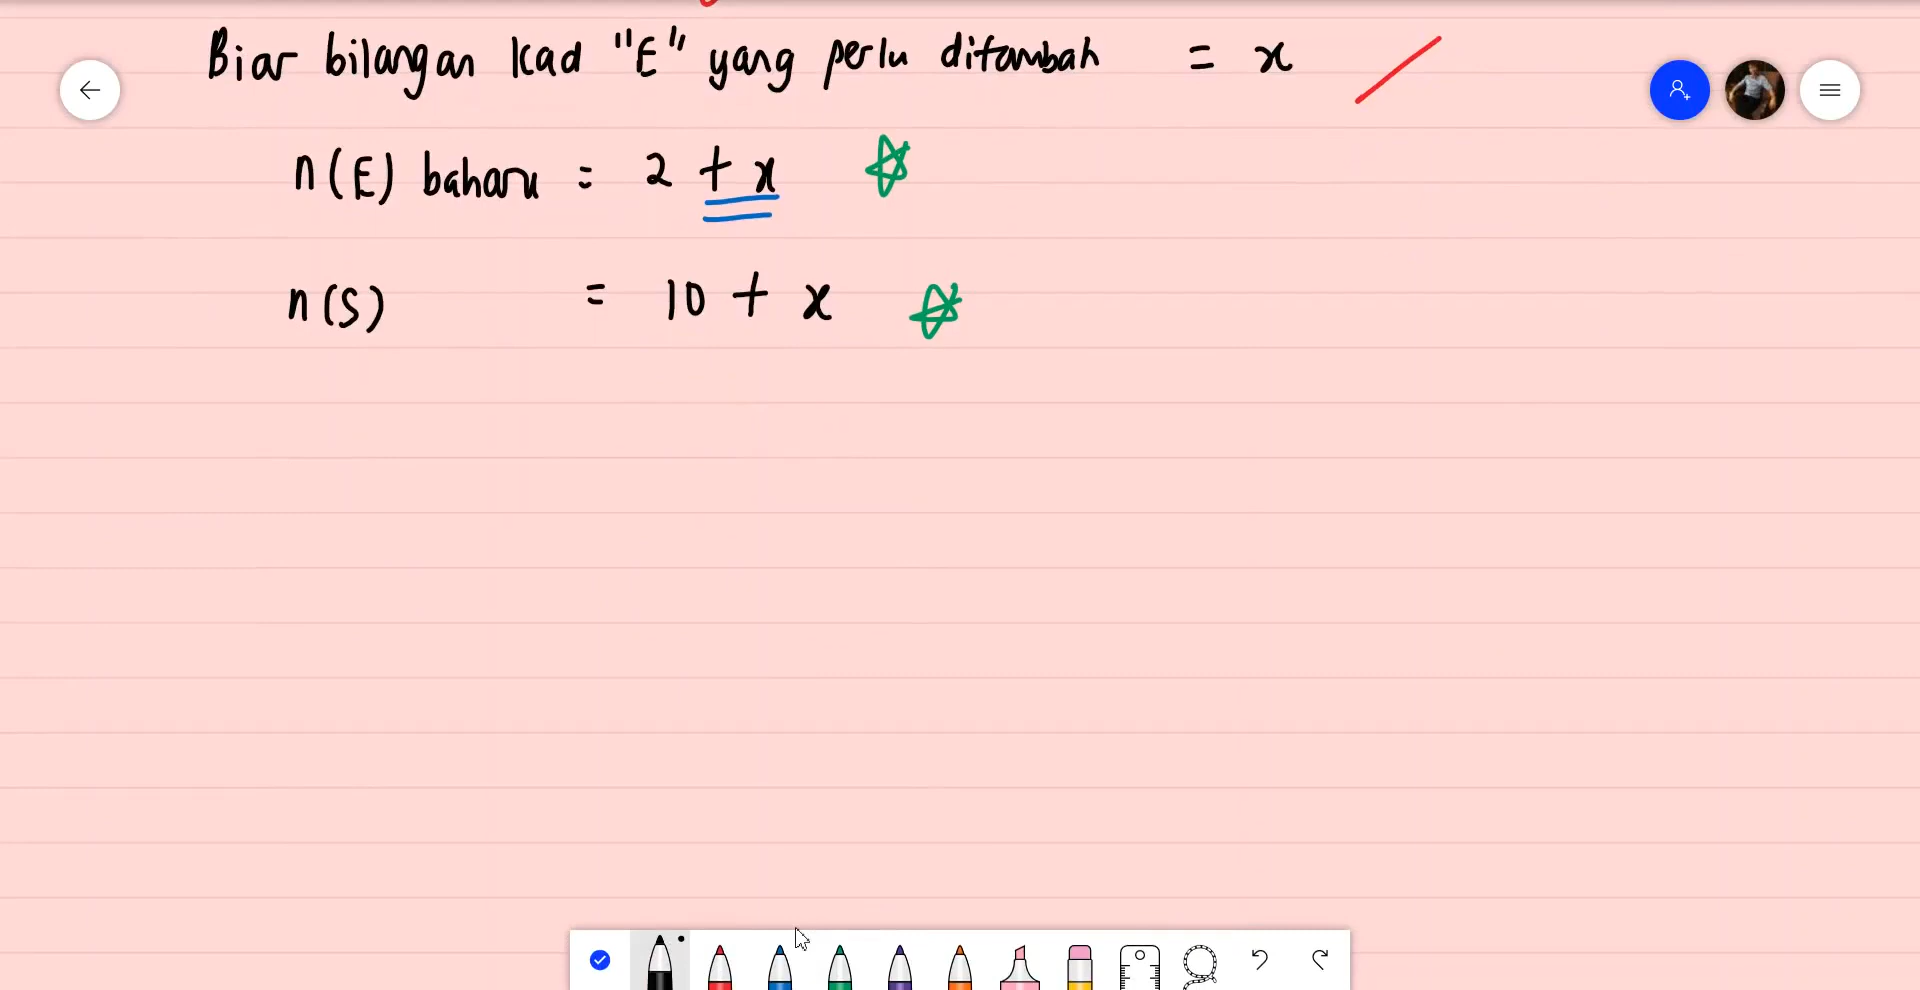 Biar bilangan kad "E" yang perlu ditambah = x
n(E) baharu = 2 + x
n(S) = 10 + x